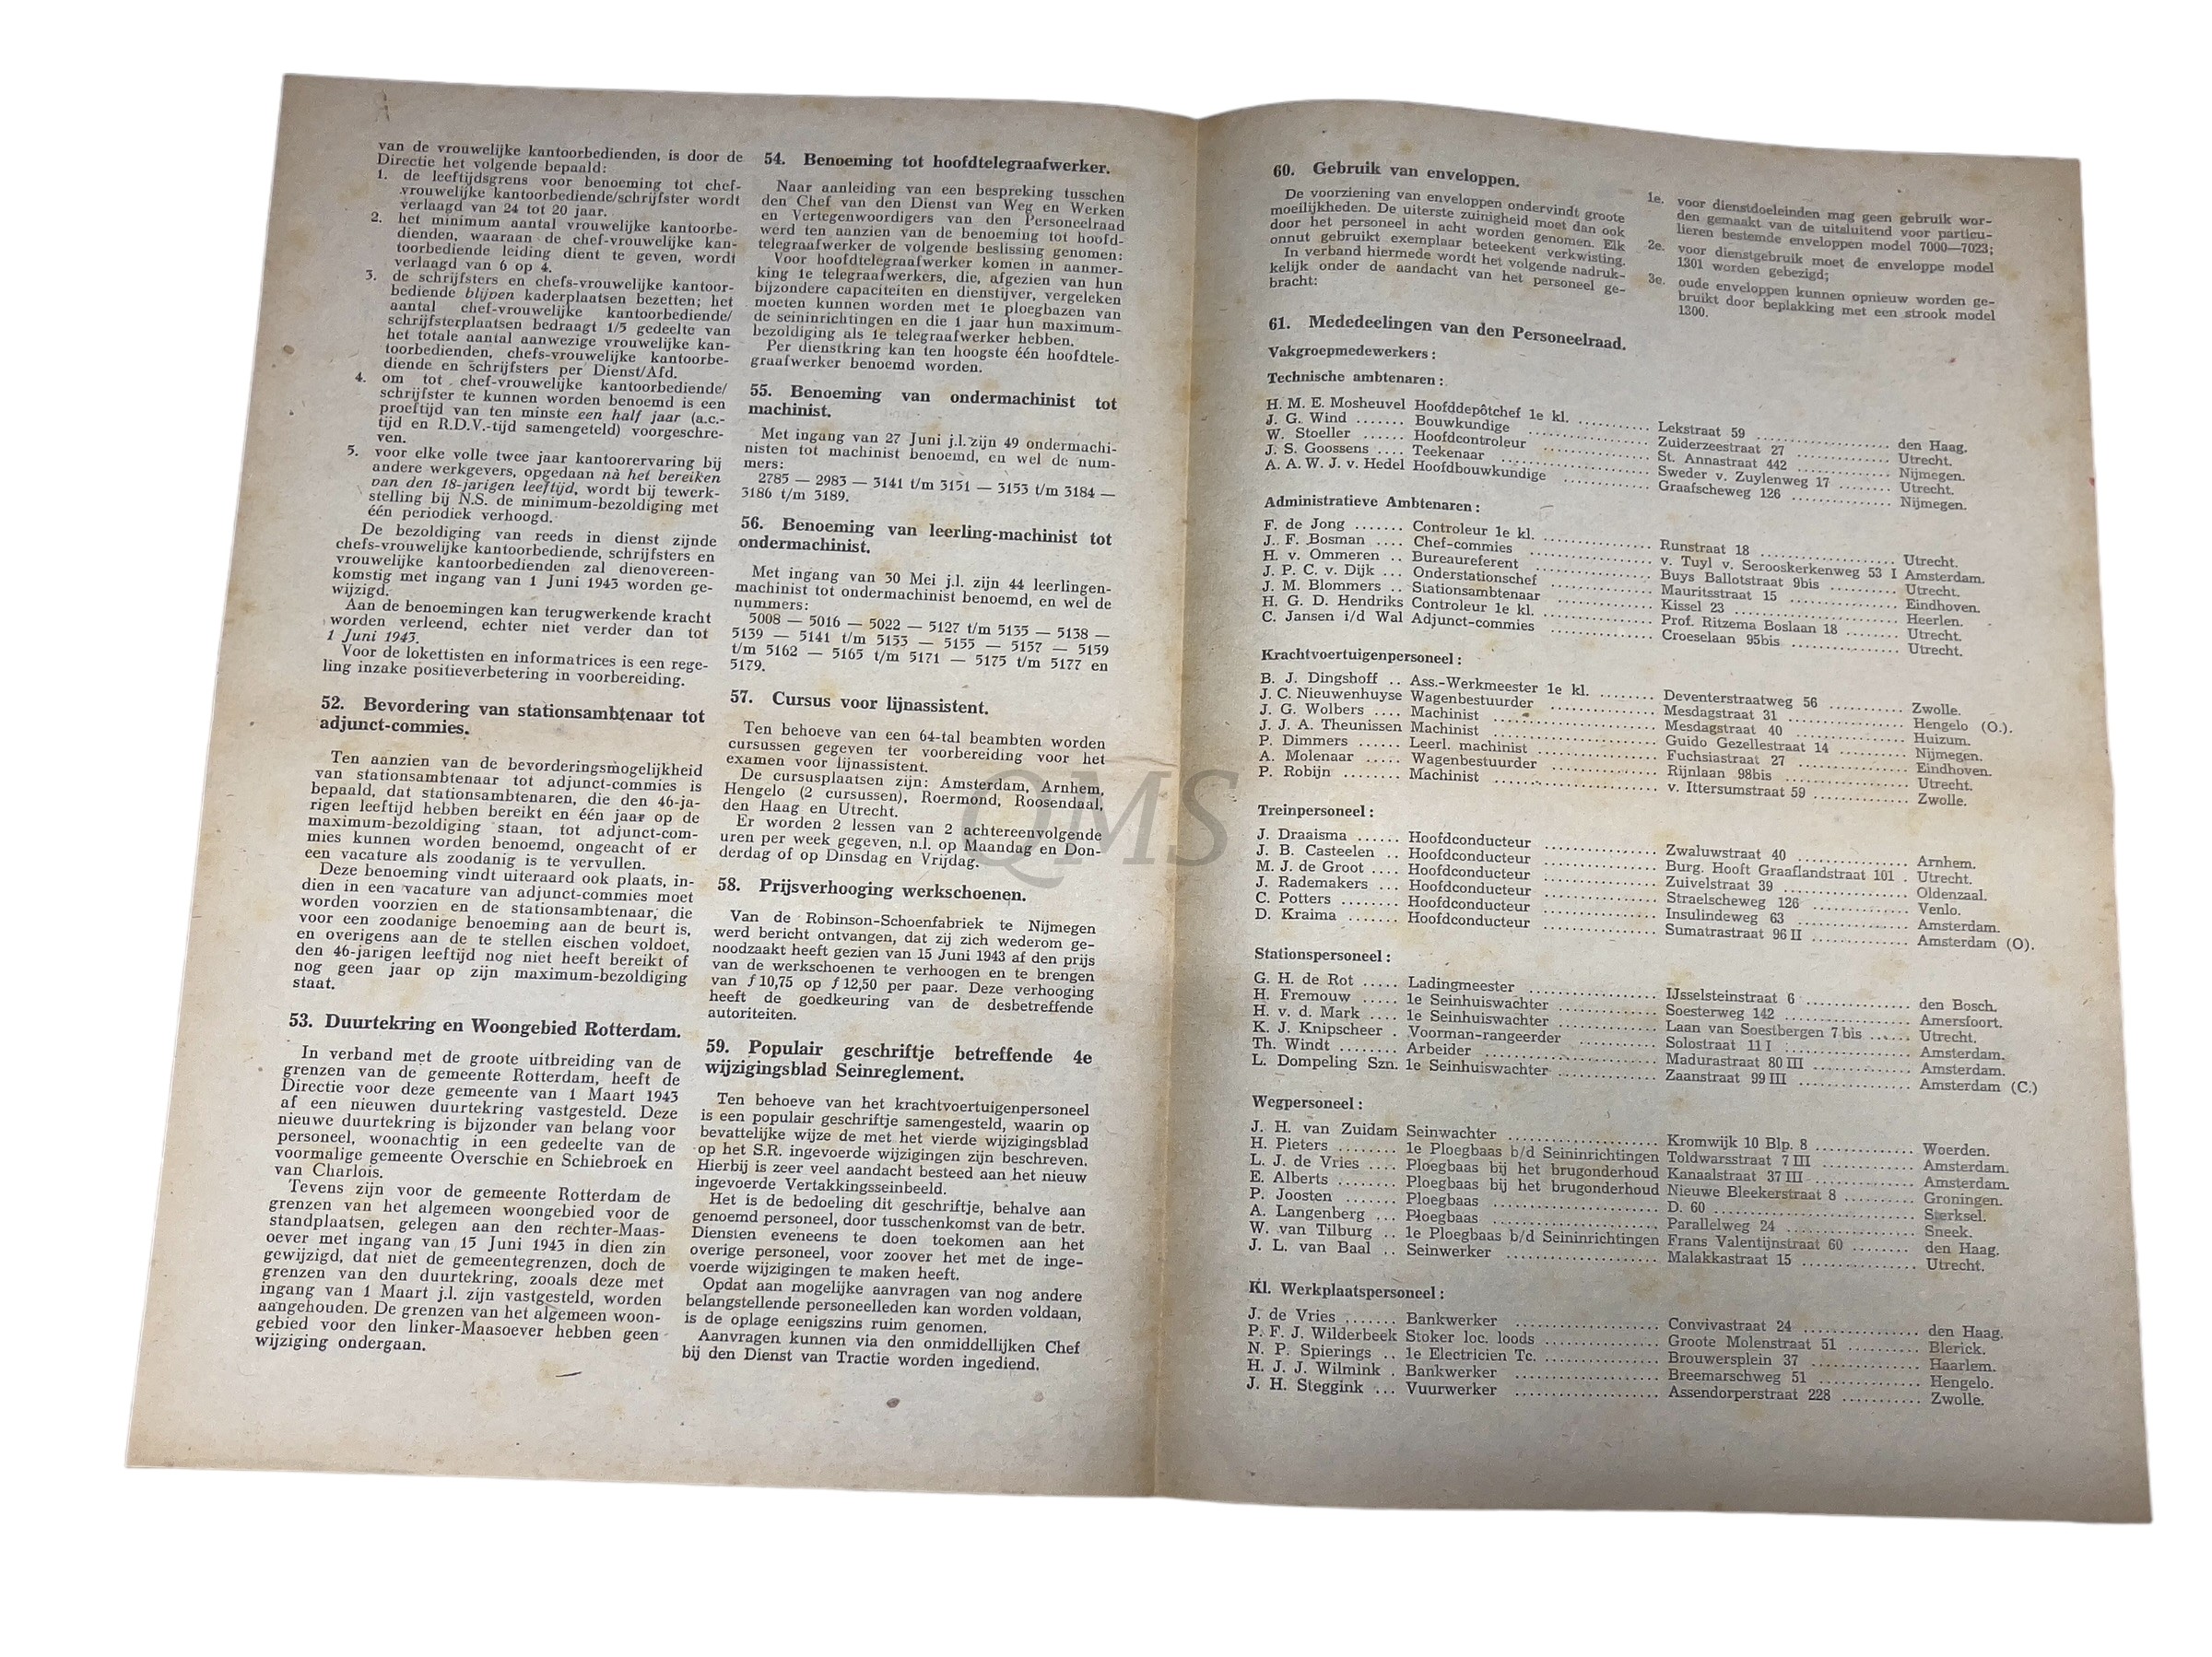 van de vrouwelijke kantoorbedienden, is door de
Directie het volgende bepaald:
1. de leeftijdsgrens voor benoeming tot chef-
vrouwelijke kantoorbediende/schrijfster wordt
verlaagd van 24 tot 20 jaar.
2. het minimum aantal vrouwelijke kantoorbe-
dienden, waaraan de chef-vrouwelijke kan-
toorbediende leiding dient te geven, wordt
verlaagd van 6 op 4.
3. de schrijfsters en chefs-vrouwelijke kantoor-
bediende blijven kaderplaatsen bezetten; het
aantal chef-vrouwelijke kantoorbediende/
schrijfsterplaatsen bedraagt 1/5 gedeelte van
het totale aantal aanwezige vrouwelijke kan-
toorbedienden, chefs-vrouwelijke kantoorbe-
diende en schrijfsters per Dienst/Afd.
4. om tot chef-vrouwelijke kantoorbediende/
schrijfster te kunnen worden benoemd is een
proeftijd van ten minste een half jaar (a.c.-
tijd en R.D.V.-tijd samengeteld) voorgeschre-
ven.
5. voor elke volle twee jaar kantoorervaring bij
andere werkgevers, opgedaan nà het bereiken
van den 18-jarigen leeftijd, wordt bij tewerk-
stelling bij N.S. de minimum-bezoldiging met
één periodiek verhoogd.
De bezoldiging van reeds in dienst zijnde
chefs-vrouwelijke kantoorbediende, schrijfsters en
vrouwelijke kantoorbedienden zal dienovereen-
komstig met ingang van 1 Juni 1943 worden ge-
wijzigd.
Aan de benoemingen kan terugwerkende kracht
worden verleend, echter niet verder dan tot
1 Juni 1943.
Voor de lokettisten en informatrices is een rege-
ling inzake positieverbetering in voorbereiding.
52. Bevordering van stationsambtenaar tot
adjunct-commies.
Ten aanzien van de bevorderingsmogelijkheid
van stationsambtenaar tot adjunct-commies is
bepaald, dat stationsambtenaren, die den 46-ja-
rigen leeftijd hebben bereikt en één jaar op de
maximum-bezoldiging staan, tot adjunct-com-
mies kunnen worden benoemd, ongeacht of er
een vacature als zoodanig is te vervullen.
Deze benoeming vindt uiteraard ook plaats, in-
dien in een vacature van adjunct-commies moet
worden voorzien en de stationsambtenaar, die
voor een zoodanige benoeming aan de beurt is,
en overigens aan de te stellen eischen voldoet,
den 46-jarigen leeftijd nog niet heeft bereikt of
nog geen jaar op zijn maximum-bezoldiging
staat.
53. Duurtekring en Woongebied Rotterdam.
In verband met de groote uitbreiding van de
grenzen van de gemeente Rotterdam, heeft de
Directie voor deze gemeente van 1 Maart 1943
af een nieuwen duurtekring vastgesteld. Deze
nieuwe duurtekring is bijzonder van belang voor
personeel, woonachtig in een gedeelte van de
voormalige gemeente Overschie en Schiebroek en
van Charlois.
Tevens zijn voor de gemeente Rotterdam de
grenzen van het algemeen woongebied voor de
standplaatsen, gelegen aan den rechter-Maas-
oever met ingang van 15 Juni 1943 in dien zin
gewijzigd, dat niet de gemeentegrenzen, doch de
grenzen van den duurtekring, zooals deze met
ingang van 1 Maart j.l. zijn vastgesteld, worden
aangehouden. De grenzen van het algemeen woon-
gebied voor den linker-Maasoever hebben geen
wijziging ondergaan.
54. Benoeming tot hoofdtelegraafwerker.
Naar aanleiding van een bespreking tusschen
den Chef van den Dienst van Weg en Werken
en Vertegenwoordigers van den Personeelraad
werd ten aanzien van de benoeming tot hoofd-
telegraafwerker de volgende beslissing genomen:
Voor hoofdtelegraafwerker komen in aanmer-
king 1e telegraafwerkers, die, afgezien van hun
bijzondere capaciteiten en dienstijver, vergeleken
moeten kunnen worden met 1e ploegbazen van
de seininrichtingen en die 1 jaar hun maximum-
bezoldiging als 1e telegraafwerker hebben.
Per dienstkring kan ten hoogste één hoofdtele-
graafwerker benoemd worden.
55. Benoeming van ondermachinist tot
machinist.
Met ingang van 27 Juni j.l. zijn 49 ondermachi-
nisten tot machinist benoemd, en wel de num-
mers:
2785 — 2983 — 3141 t/m 3151 — 3153 t/m 3184 —
3186 t/m 3189.
56. Benoeming van leerling-machinist tot
ondermachinist.
Met ingang van 30 Mei j.l. zijn 44 leerlingen-
machinist tot ondermachinist benoemd, en wel de
nummers:
5008 — 5016 — 5022 — 5127 t/m 5135 — 5138 —
5139 — 5141 t/m 5153 — 5155 — 5157 — 5159
t/m 5162 — 5165 t/m 5171 — 5175 t/m 5177 en
5179.
57. Cursus voor lijnassistent.
Ten behoeve van een 64-tal beambten worden
cursussen gegeven ter voorbereiding voor het
examen voor lijnassistent.
De cursusplaatsen zijn: Amsterdam, Arnhem,
Hengelo (2 cursussen), Roermond, Roosendaal,
den Haag en Utrecht.
Er worden 2 lessen van 2 achtereenvolgende
uren per week gegeven, n.l. op Maandag en Don-
derdag of op Dinsdag en Vrijdag.
58. Prijsverhooging werkschoenen.
Van de Robinson-Schoenfabriek te Nijmegen
werd bericht ontvangen, dat zij zich wederom ge-
noodzaakt heeft gezien van 15 Juni 1943 af den prijs
van de werkschoenen te verhoogen en te brengen
van ƒ 10,75 op ƒ 12,50 per paar. Deze verhooging
heeft de goedkeuring van de desbetreffende
autoriteiten.
59. Populair geschriftje betreffende 4e
wijzigingsblad Seinreglement.
Ten behoeve van het krachtvoertuigenpersoneel
is een populair geschriftje samengesteld, waarin op
bevattelijke wijze de met het vierde wijzigingsblad
op het S.R. ingevoerde wijzigingen zijn beschreven.
Hierbij is zeer veel aandacht besteed aan het nieuw
ingevoerde Vertakkingsseinbeeld.
Het is de bedoeling dit geschriftje, behalve aan
genoemd personeel, door tusschenkomst van de betr.
Diensten eveneens te doen toekomen aan het
overige personeel, voor zoover het met de inge-
voerde wijzigingen te maken heeft.
Opdat aan mogelijke aanvragen van nog andere
belangstellende personeelleden kan worden voldaan,
is de oplage eenigszins ruim genomen.
Aanvragen kunnen via den onmiddellijken Chef
bij den Dienst van Tractie worden ingediend.
60. Gebruik van enveloppen.
De voorziening van enveloppen ondervindt groote
moeilijkheden. De uiterste zuinigheid moet dan ook
door het personeel in acht worden genomen. Elk
onnut gebruikt exemplaar beteekent verkwisting.
In verband hiermede wordt het volgende nadruk-
kelijk onder de aandacht van het personeel ge-
bracht:
1e. voor dienstdoeleinden mag geen gebruik wor-
den gemaakt van de uitsluitend voor particu-
lieren bestemde enveloppen model 7000—7023;
2e. voor dienstgebruik moet de enveloppe model
1301 worden gebezigd;
3e. oude enveloppen kunnen opnieuw worden ge-
bruikt door beplakking met een strook model
1300.
61. Mededeelingen van den Personeelraad.
Vakgroepmedewerkers:
Technische ambtenaren:
H. M. E. Mosheuvel Hoofddepôtchef 1e kl. ........... Lekstraat 59 ................... den Haag.
J. G. Wind ....... Bouwkundige ................ Zuiderzeestraat 27 .............. Utrecht.
W. Stoeller ...... Hoofdcontroleur ............... St. Annastraat 442 ............. Nijmegen.
J. S. Goossens .... Teekenaar .................. Sweder v. Zuylenweg 17 ........ Utrecht.
A. A. W. J. v. Hedel Hoofdbouwkundige ............. Graafscheweg 126 .............. Nijmegen.
Administratieve Ambtenaren:
F. de Jong ....... Controleur 1e kl. ................ Runstraat 18 .................. Utrecht.
J. F. Bosman .... Chef-commies .................. v. Tuyl v. Serooskerkenweg 53 I Amsterdam.
H. v. Ommeren .. Bureaureferent ................. Buys Ballotstraat 9bis .......... Utrecht.
J. P. C. v. Dijk ... Onderstationschef .............. Mauritsstraat 15 ............... Eindhoven.
J. M. Blommers .. Stationsambtenaar .............. Kissel 23 ...................... Heerlen.
H. G. D. Hendriks Controleur 1e kl. ................ Prof. Ritzema Boslaan 18 ........ Utrecht.
C. Jansen i/d Wal Adjunct-commies .............. Croeselaan 95bis ................ Utrecht.
Krachtvoertuigenpersoneel:
B. J. Dingshoff .. Ass.-Werkmeester 1e kl. ........ Deventerstraatweg 56 ........... Zwolle.
J. C. Nieuwenhuyse Wagenbestuurder ............... Mesdagstraat 31 ................ Hengelo (O.).
J. G. Wolbers .... Machinist ..................... Mesdagstraat 40 ................ Huizum.
J. J. A. Theunissen Machinist ..................... Guido Gezellestraat 14 .......... Nijmegen.
P. Dimmers ...... Leerl. machinist ................ Fuchsiastraat 27 ............... Eindhoven.
A. Molenaar ..... Wagenbestuurder ............... Rijnlaan 98bis .................. Utrecht.
P. Robijn ........ Machinist ..................... v. Ittersumstraat 59 ............. Zwolle.
Treinpersoneel:
J. Draaisma ...... Hoofdconducteur ............... Zwaluwstraat 40 ................ Arnhem.
J. B. Casteelen .. Hoofdconducteur ............... Burg. Hooft Graaflandstraat 101 . Utrecht.
M. J. de Groot .... Hoofdconducteur ............... Zuivelstraat 39 ................. Oldenzaal.
J. Rademakers ... Hoofdconducteur ............... Straelscheweg 126 .............. Venlo.
C. Potters ........ Hoofdconducteur ............... Insulindeweg 63 ................ Amsterdam.
D. Kraima ....... Hoofdconducteur ............... Sumatrastraat 96 II ............. Amsterdam (O).
Stationspersoneel:
G. H. de Rot ..... Ladingmeester .................. IJsselsteinstraat 6 ............... den Bosch.
H. Fremouw ..... 1e Seinhuiswachter .............. Soesterweg 142 ................. Amersfoort.
H. v. d. Mark .... 1e Seinhuiswachter .............. Laan van Soestbergen 7 bis ...... Utrecht.
K. J. Knipscheer . Voorman-rangeerder ............. Solostraat 11 I ................. Amsterdam.
Th. Windt ........ Arbeider ...................... Madurastraat 80 III ............. Amsterdam.
L. Dompeling Szn. 1e Seinhuiswachter .............. Zaanstraat 99 III ............... Amsterdam (C.)
Wegpersoneel:
J. H. van Zuidam Seinwachter ................... Kromwijk 10 Blp. 8 ............. Woerden.
H. Pieters ........ 1e Ploegbaas b/d Seininrichtingen Toldwarsstraat 7 III ............ Amsterdam.
L. J. de Vries .... Ploegbaas bij het brugonderhoud Kanaalstraat 37 III .............. Amsterdam.
E. Alberts ........ Ploegbaas bij het brugonderhoud Nieuwe Bleekerstraat 8 .......... Groningen.
P. Joosten ....... Ploegbaas ..................... D. 60 ......................... Sterksel.
A. Langenberg ... Ploegbaas ..................... Parallelweg 24 ................. Sneek.
W. van Tilburg .. 1e Ploegbaas b/d Seininrichtingen Frans Valentijnstraat 60 ........ den Haag.
J. L. van Baal .. Seinwerker .................... Malakkastraat 15 ............... Utrecht.
Kl. Werkplaatspersoneel:
J. de Vries ....... Bankwerker ................... Convivastraat 24 ............... den Haag.
P. F. J. Wilderbeek Stoker loc. loods .............. Groote Molenstraat 51 .......... Blerick.
N. P. Spierings .. 1e Electricien Tc. .............. Brouwersplein 37 ............... Haarlem.
H. J. J. Wilmink . Bankwerker ................... Breemarschweg 51 .............. Hengelo.
J. H. Steggink ... Vuurwerker ................... Assendorperstraat 228 ........... Zwolle.
QMS